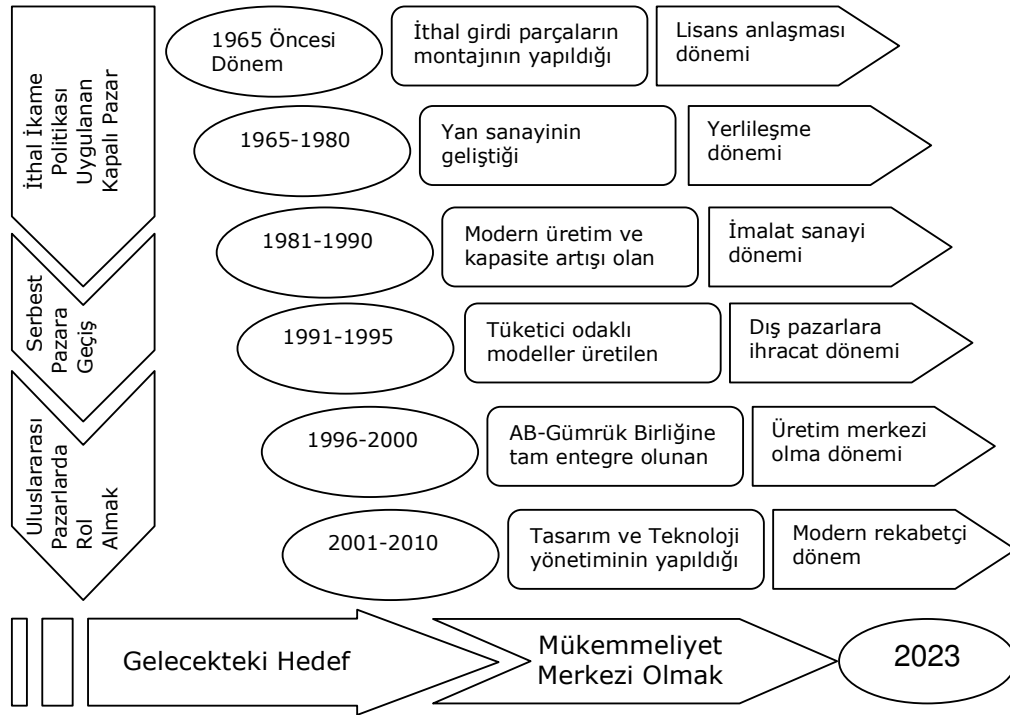 İthal İkame
Politikası
Uygulanan
Kapalı Pazar
Serbest
Pazara
Geçiş
Uluslararası
Pazarlarda
Rol
Almak
1965 Öncesi
Dönem
İthal girdi parçaların
montajının yapıldığı
Lisans anlaşması
dönemi
1965-1980
Yan sanayinin
geliştiği
Yerlileşme
dönemi
1981-1990
Modern üretim ve
kapasite artışı olan
İmalat sanayi
dönemi
1991-1995
Tüketici odaklı
modeller üretilen
Dış pazarlara
ihracat dönemi
1996-2000
AB-Gümrük Birliğine
tam entegre olunan
Üretim merkezi
olma dönemi
2001-2010
Tasarım ve Teknoloji
yönetiminin yapıldığı
Modern rekabetçi
dönem
Gelecekteki Hedef
Mükemmeliyet
Merkezi Olmak
2023